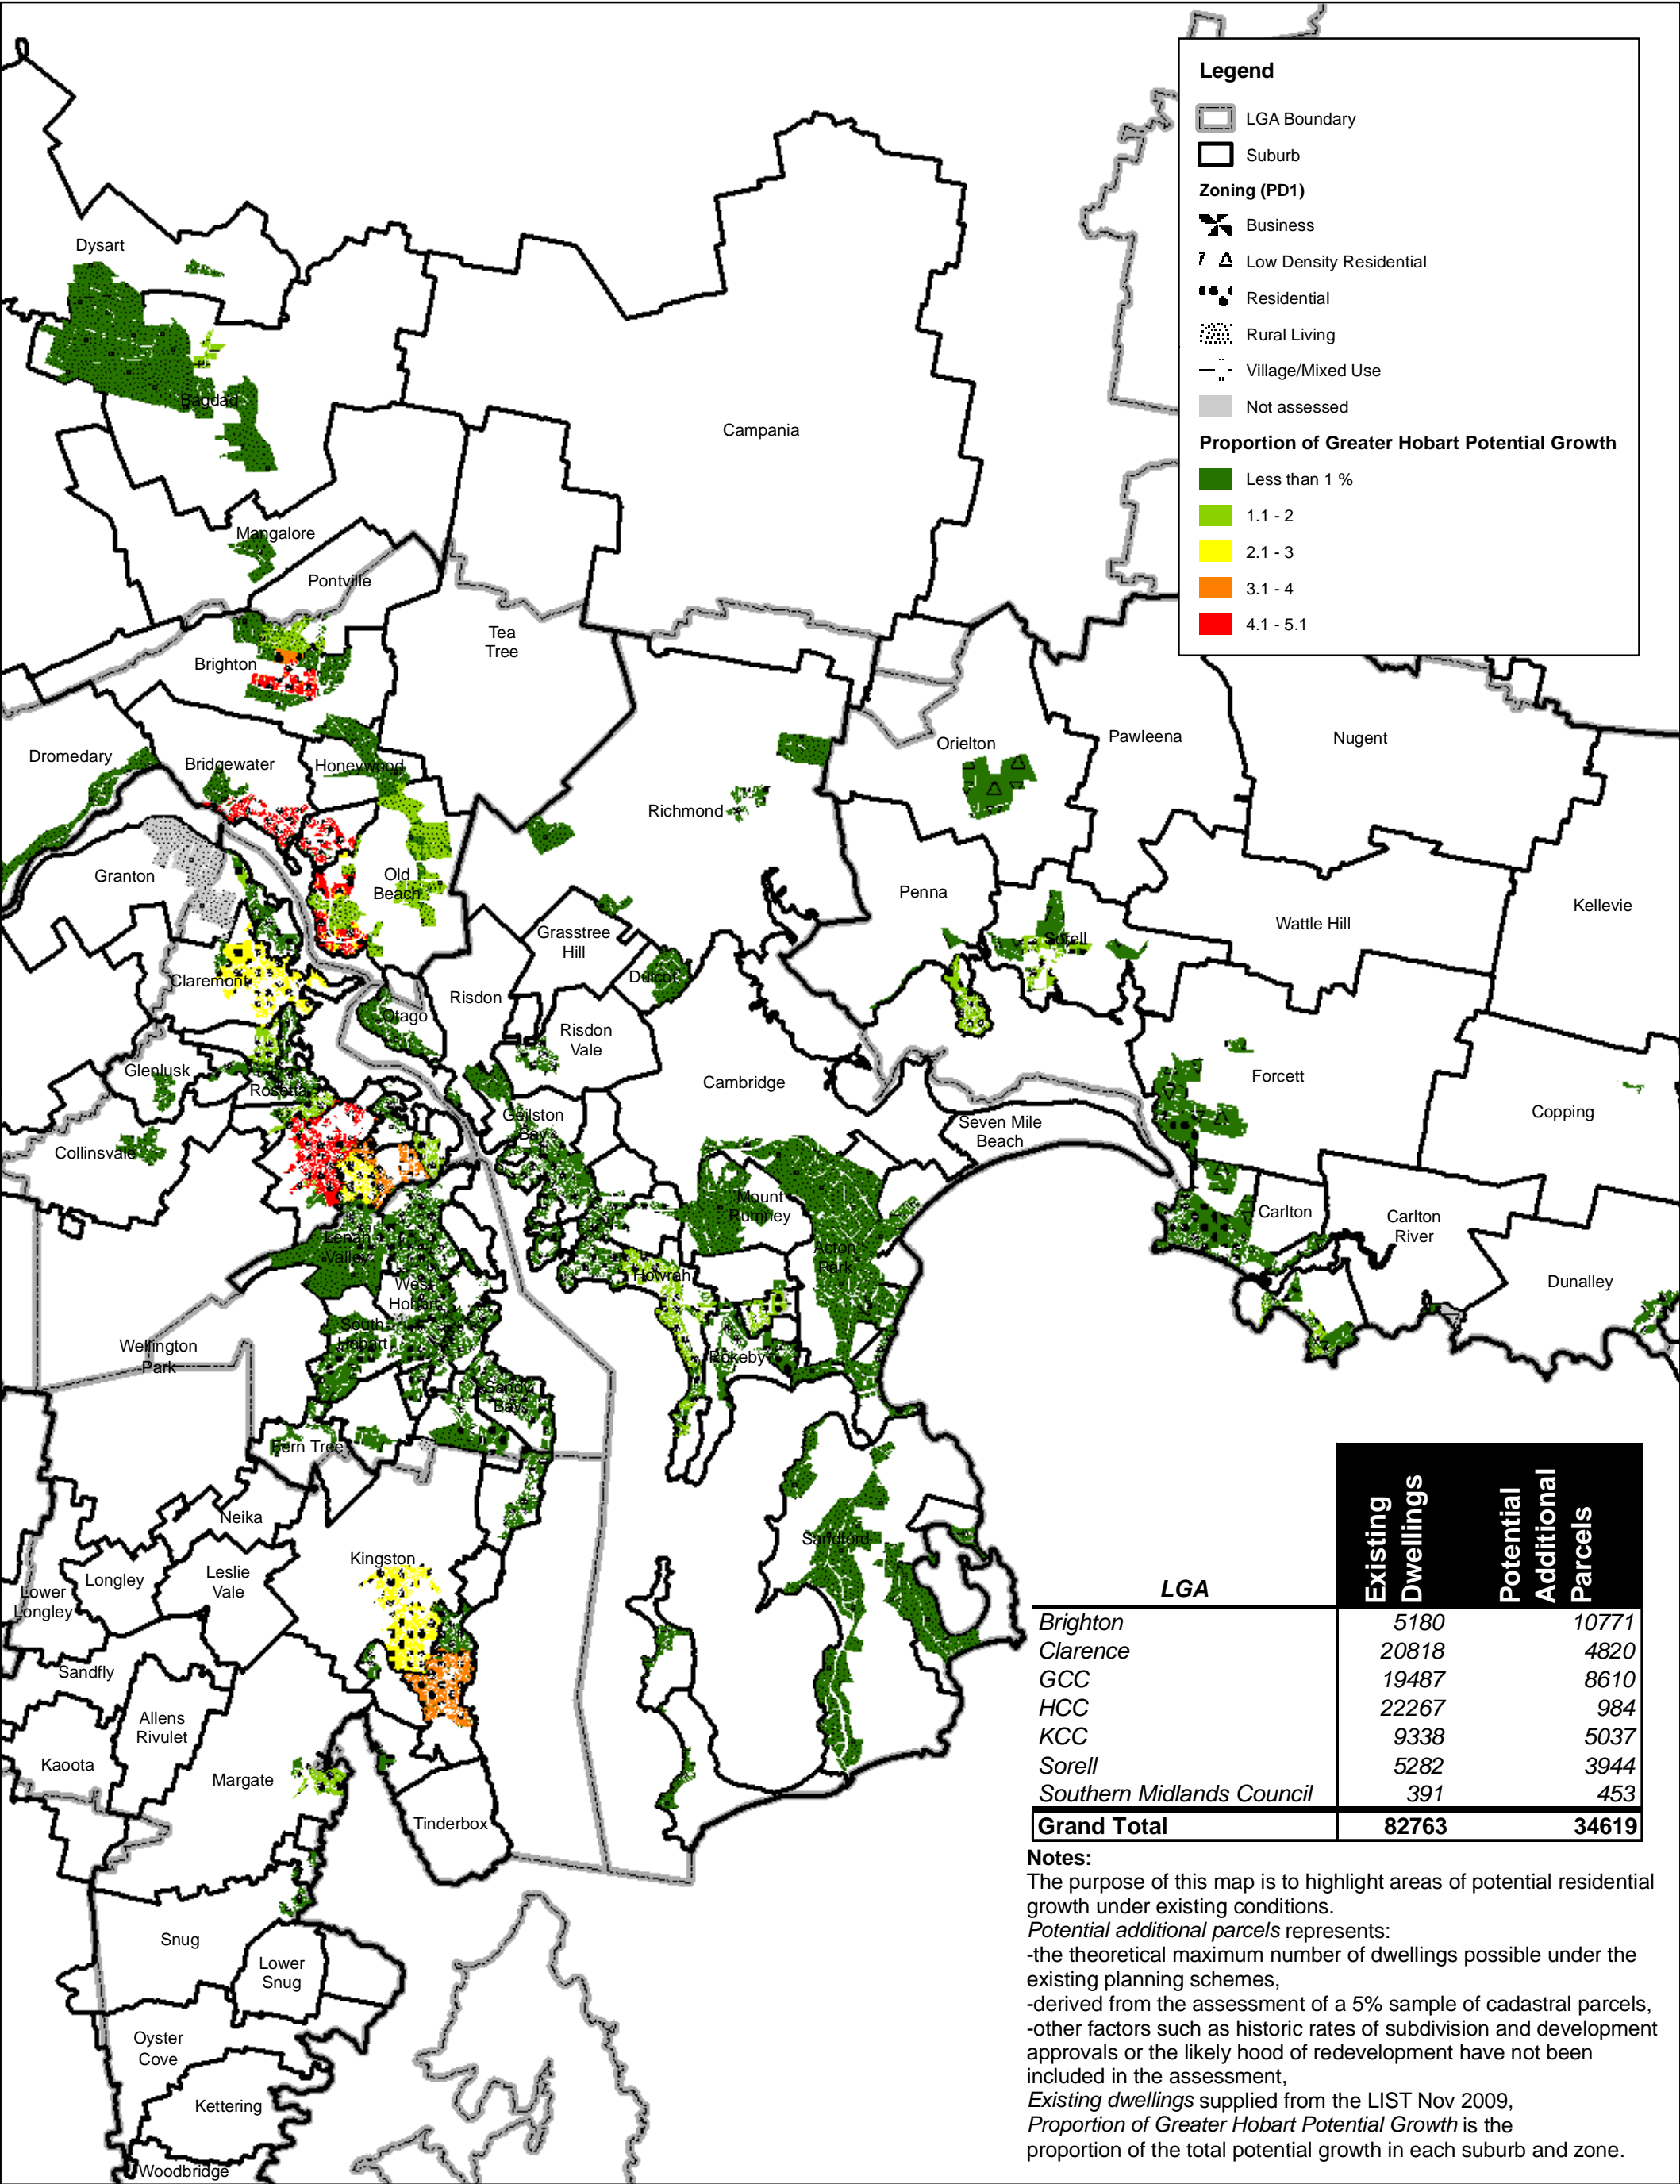 Legend
LGA Boundary
Suburb
Zoning (PD1)
Business
Low Density Residential
Residential
Rural Living
Village/Mixed Use
Not assessed
Proportion of Greater Hobart Potential Growth
Less than 1 %
1.1 - 2
2.1 - 3
3.1 - 4
4.1 - 5.1
Dysart
Bagdad
Campania
Mangalore
Pontville
Tea
Tree
Brighton
Dromedary
Bridgewater
Honeywood
Orielton
Pawleena
Nugent
Richmond
Granton
Old
Beach
Penna
Kellevie
Wattle Hill
Grasstree
Hill
Sorell
Claremont
Dulcot
Risdon
Otago
Risdon
Vale
Glenlusk
Rosetta
Cambridge
Forcett
Copping
Geilston
Bay
Seven Mile
Beach
Collinsvale
Mount
Rumney
Carlton
Carlton
River
Lenah
Valley
Acton
Park
West
Hobart
Howrah
Dunalley
South
Hobart
Wellington
Park
Rokeby
Sandy
Bay
Fern Tree
Neika
Sandford
Kingston
Longley
Leslie
Vale
Lower
Longley
Sandfly
Allens
Rivulet
Kaoota
Margate
Tinderbox
Snug
Lower
Snug
Oyster
Cove
Kettering
Woodbridge
LGA Existing Dwellings Potential Additional Parcels
Brighton 5180 10771
Clarence 20818 4820
GCC 19487 8610
HCC 22267 984
KCC 9338 5037
Sorell 5282 3944
Southern Midlands Council 391 453
Grand Total 82763 34619
Notes:
The purpose of this map is to highlight areas of potential residential
growth under existing conditions.
Potential additional parcels represents:
-the theoretical maximum number of dwellings possible under the
existing planning schemes,
-derived from the assessment of a 5% sample of cadastral parcels,
-other factors such as historic rates of subdivision and development
approvals or the likely hood of redevelopment have not been
included in the assessment,
Existing dwellings supplied from the LIST Nov 2009,
Proportion of Greater Hobart Potential Growth is the
proportion of the total potential growth in each suburb and zone.